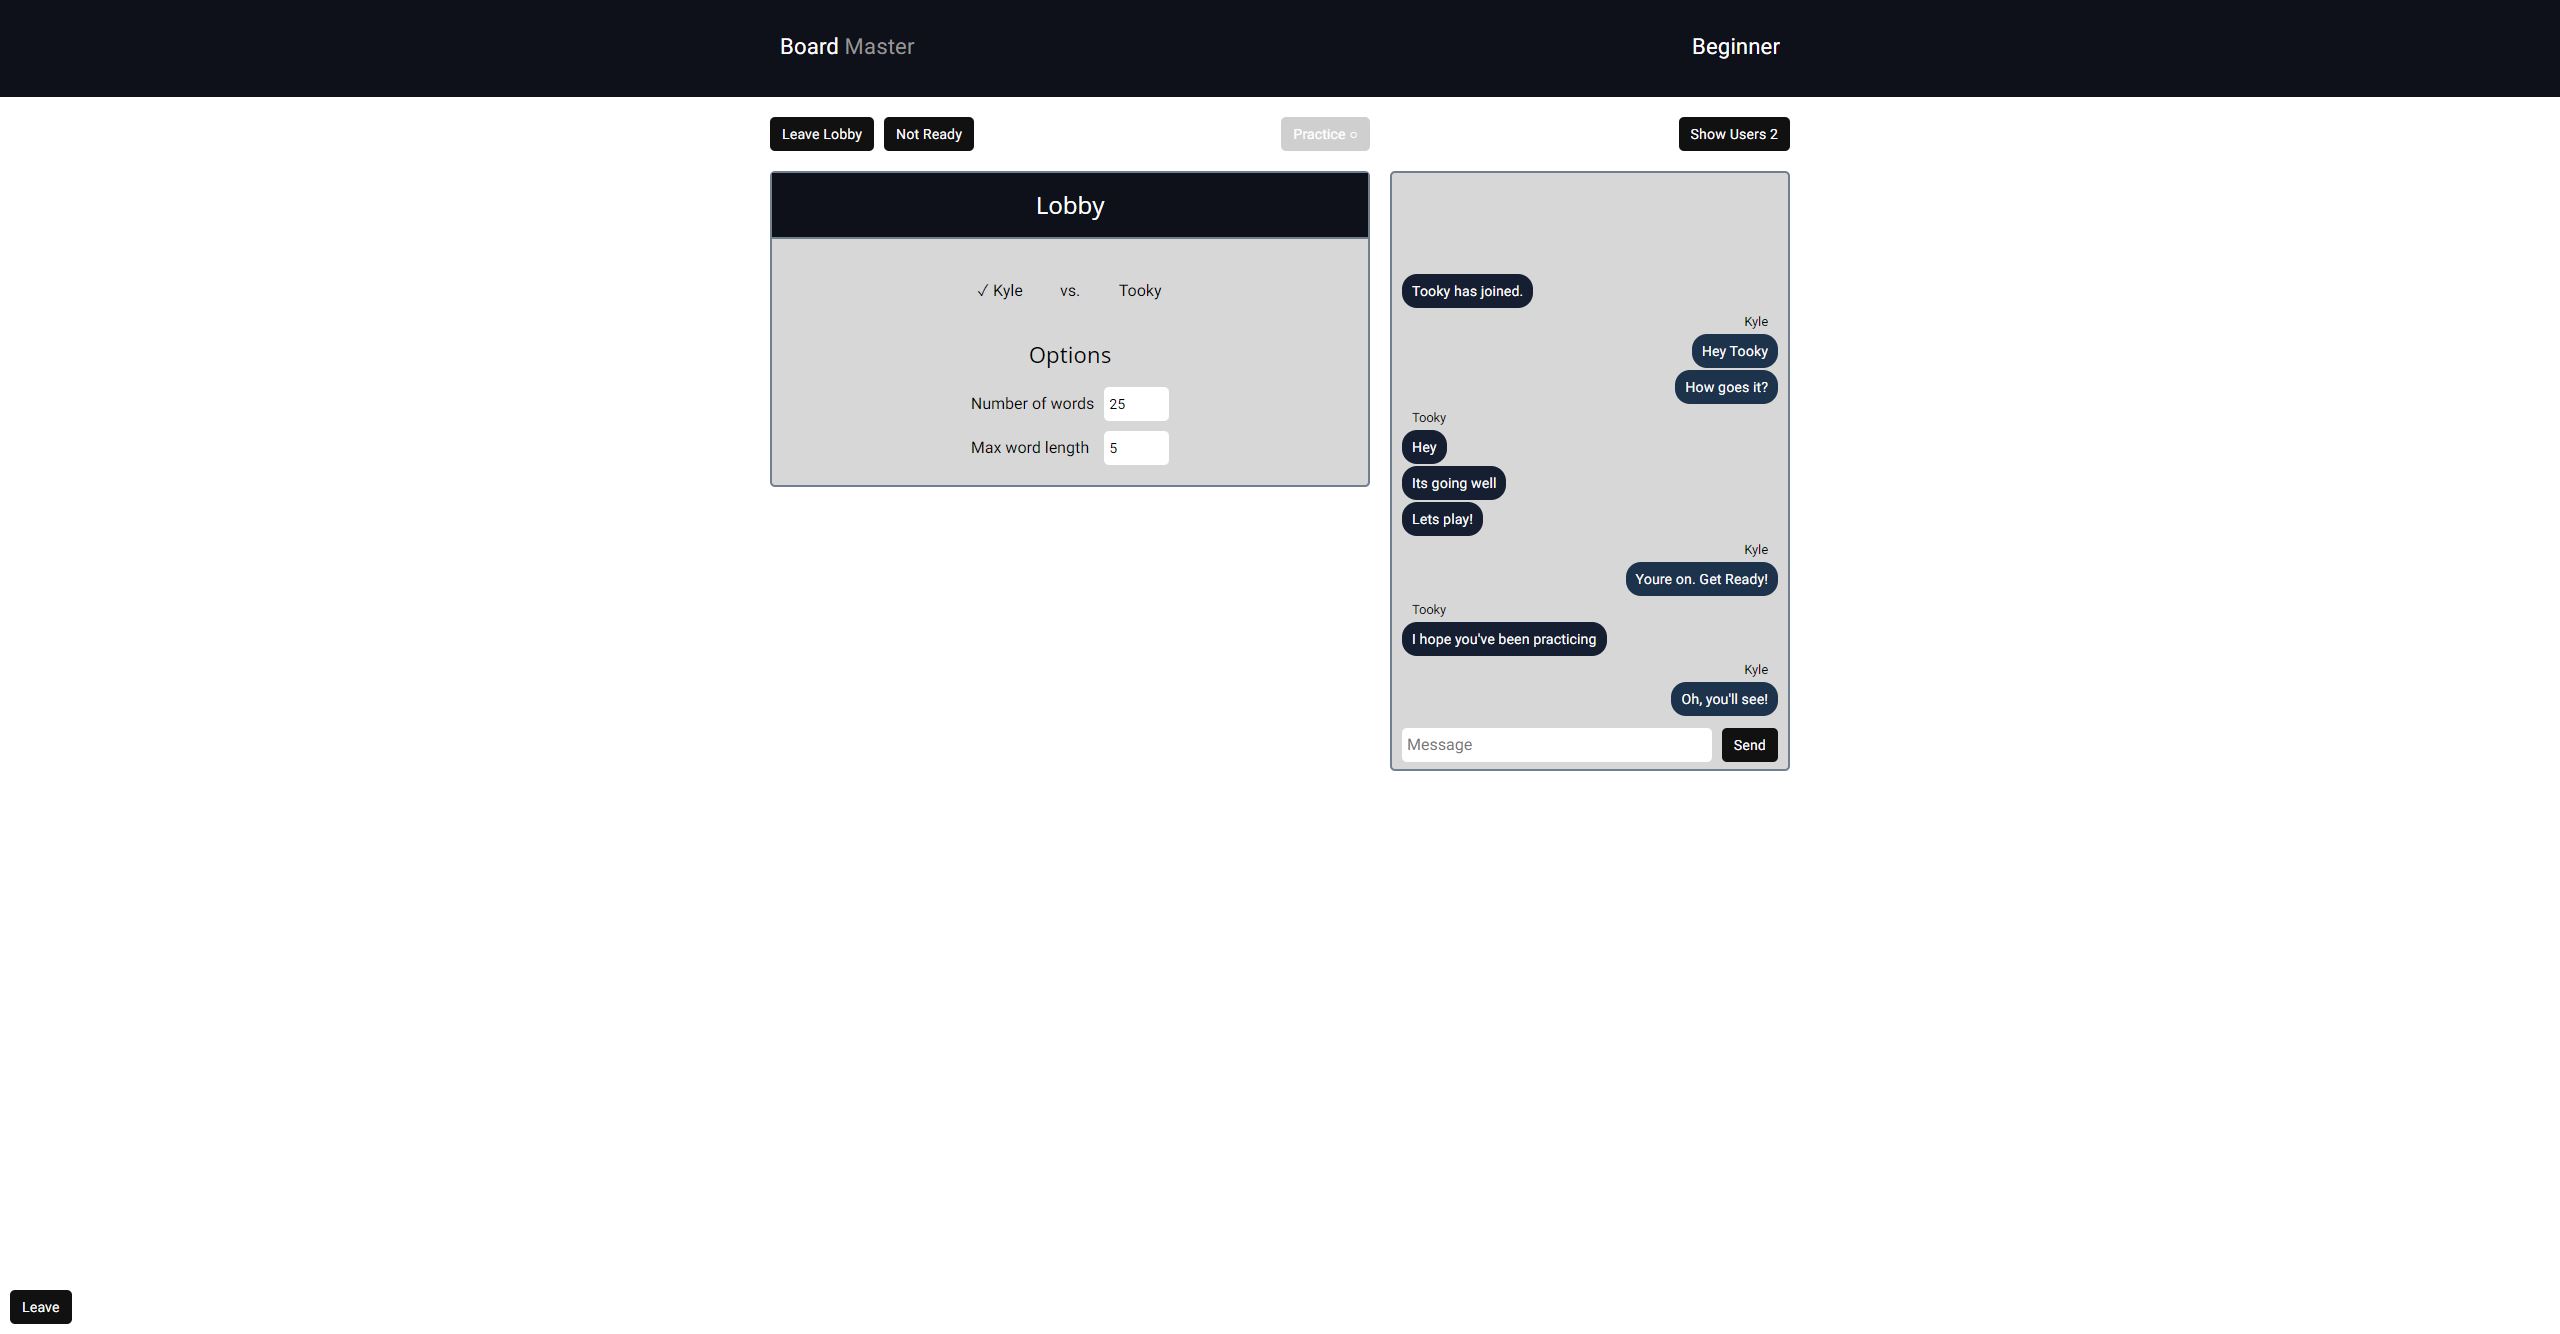 Board Master
Beginner
Leave Lobby
Not Ready
Practice ○
Show Users 2
Lobby
✓ Kyle vs. Tooky
Options
Number of words 25
Max word length 5
Tooky has joined.
Kyle
Hey Tooky
How goes it?
Tooky
Hey
Its going well
Lets play!
Kyle
Youre on. Get Ready!
Tooky
I hope you've been practicing
Kyle
Oh, you'll see!
Message
Send
Leave